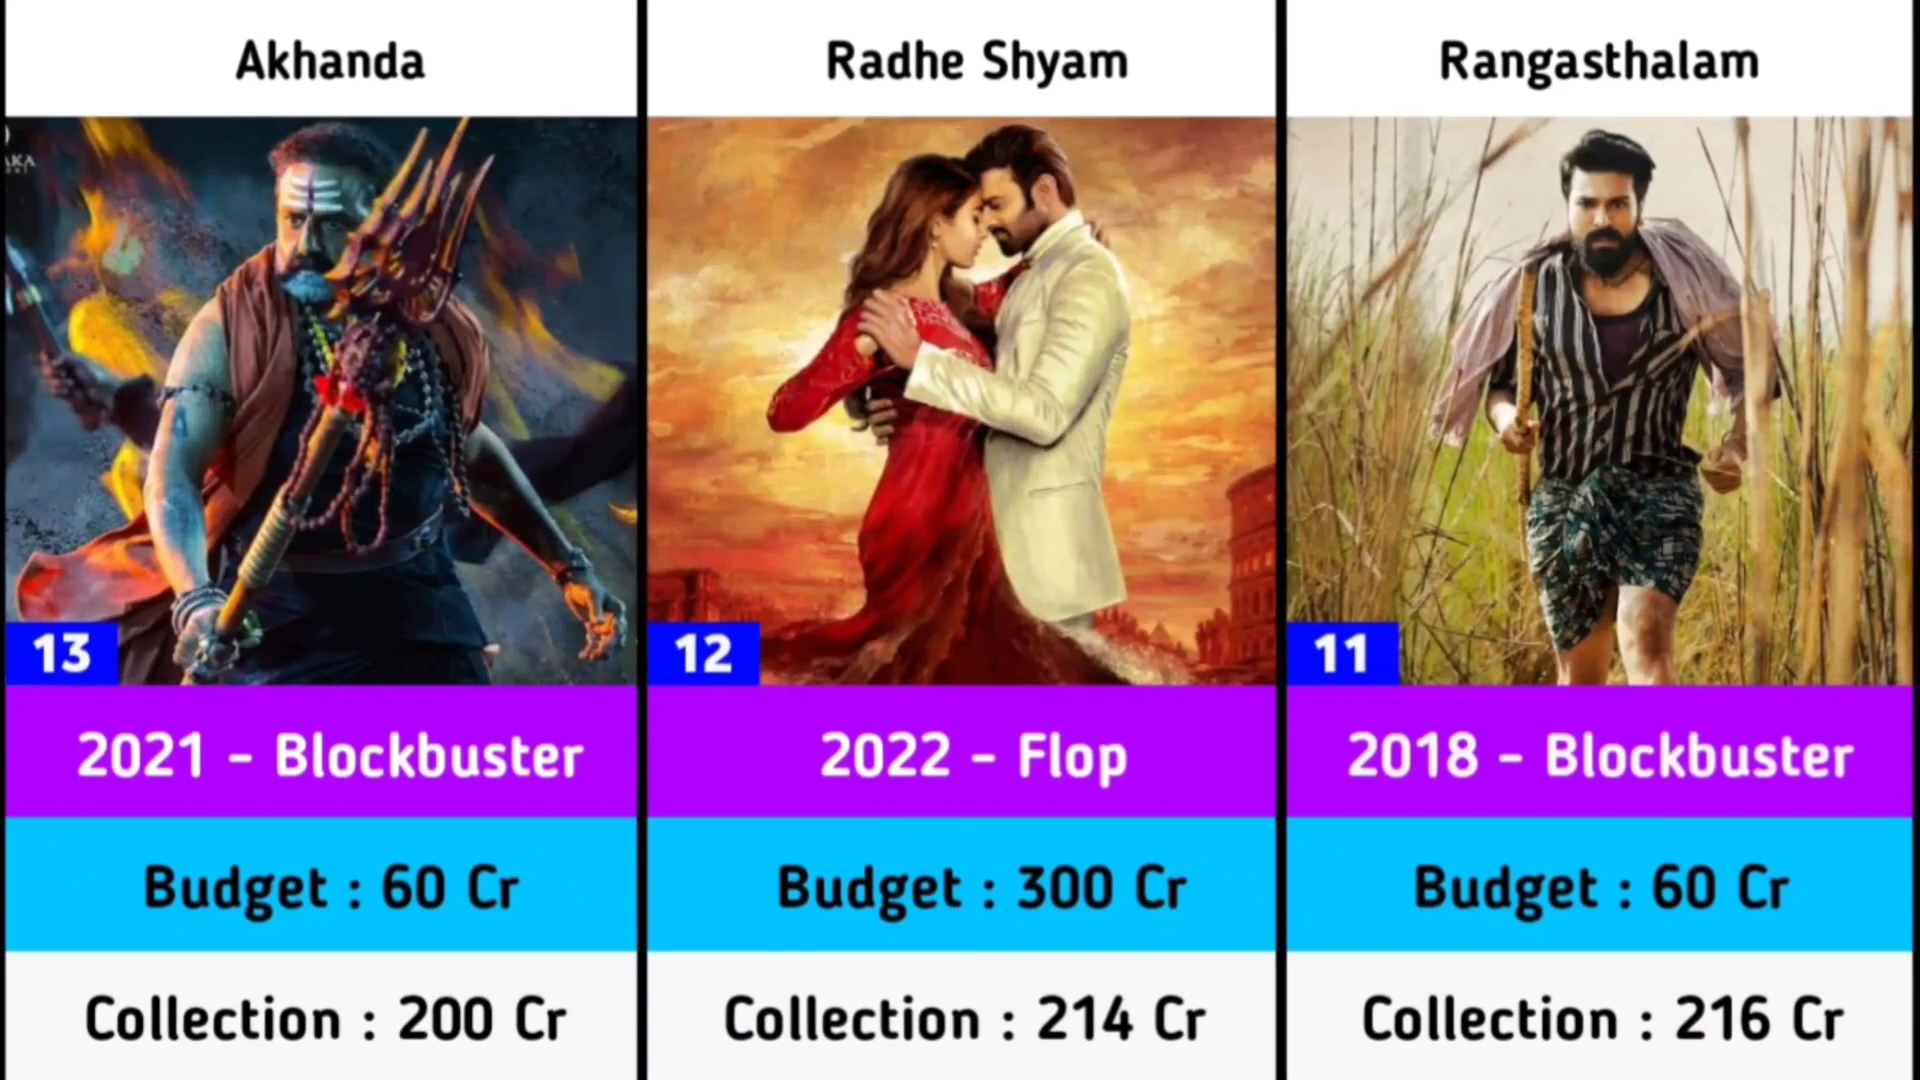 Akhanda
13
2021 - Blockbuster
Budget : 60 Cr
Collection : 200 Cr
Radhe Shyam
12
2022 - Flop
Budget : 300 Cr
Collection : 214 Cr
Rangasthalam
11
2018 - Blockbuster
Budget : 60 Cr
Collection : 216 Cr